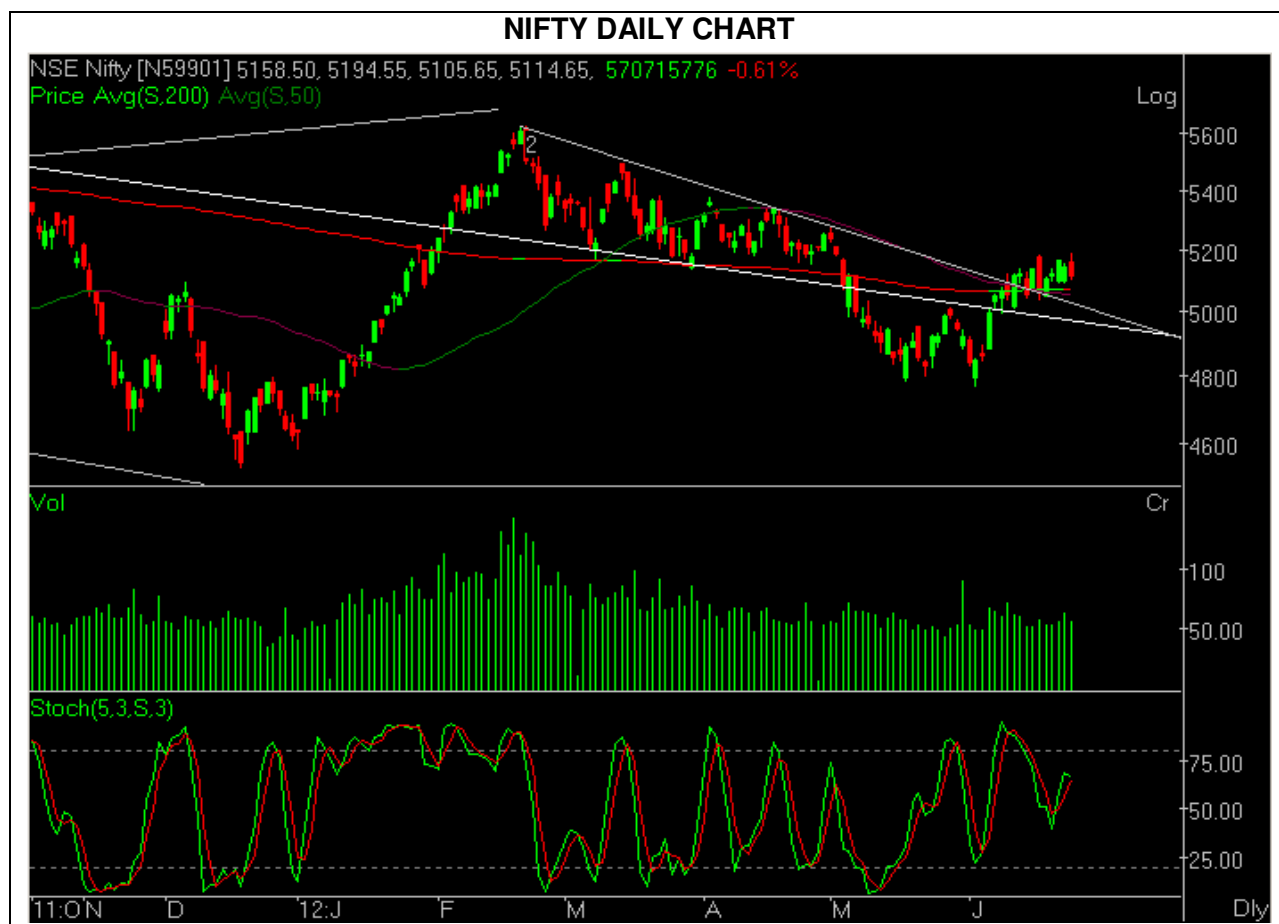 NIFTY DAILY CHART
NSE Nifty [N59901] 5158.50, 5194.55, 5105.65, 5114.65, 570715776 -0.61%
Price Avg(S,200) Avg(S,50)
Log
2
5600
5400
5200
5000
4800
4600
Vol
Cr
100
50.00
Stoch(5,3,S,3)
75.00
50.00
25.00
'11:O'N D '12:J F M A M J Dly